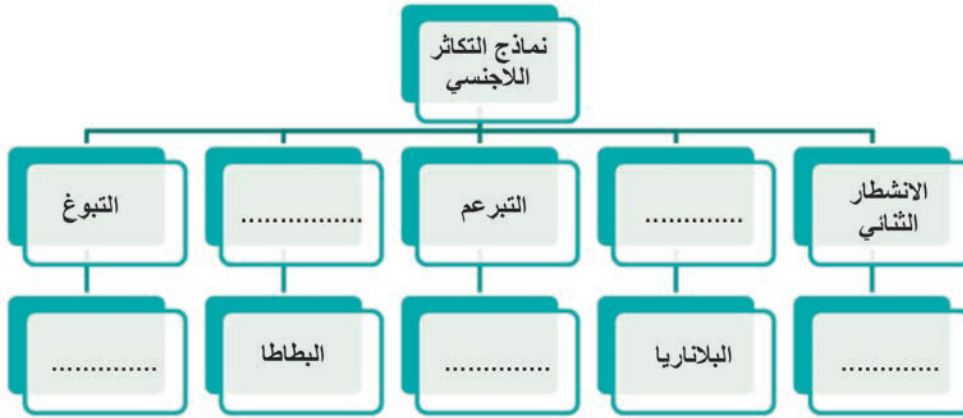 نماذج التكاثر
اللاجنسي
الانشطار
الثنائي
.............
التبرعم
................
التبوغ
.............
البلاناريا
..............
البطاطا
..............